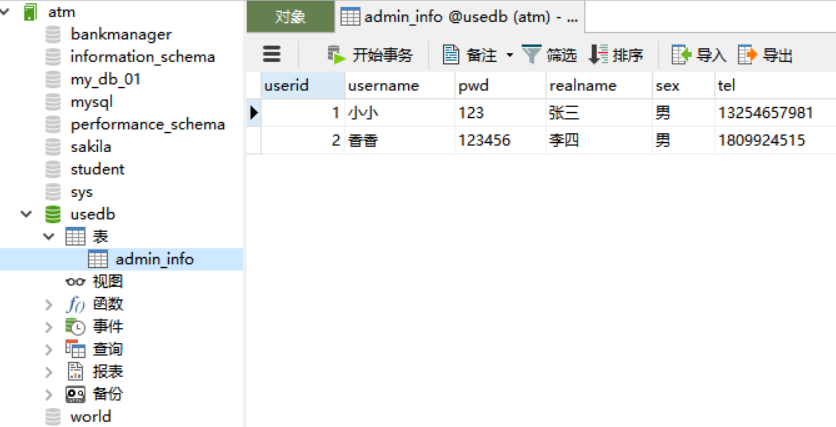 atm
bankmanager
information_schema
my_db_01
mysql
performance_schema
sakila
student
sys
usedb
表
admin_info
视图
函数
事件
查询
报表
备份
world
对象 admin_info @usedb (atm) - ...
开始事务 备注 筛选 排序 导入 导出
userid username pwd realname sex tel
1 小小 123 张三 男 13254657981
2 香香 123456 李四 男 1809924515